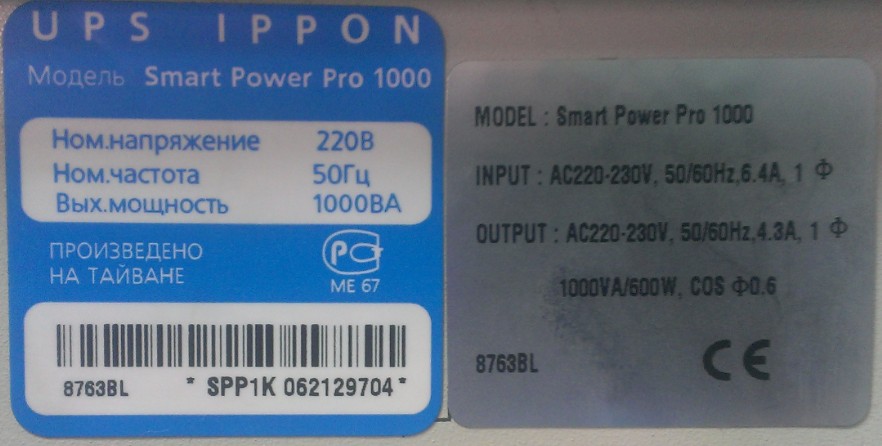 UPS IPPON
Модель Smart Power Pro 1000
Ном.напряжение 220В
Ном.частота 50Гц
Вых.мощность 1000ВА
ПРОИЗВЕДЕНО
НА ТАЙВАНЕ
РС
МЕ 67
8763BL * SPP1K 062129704 *
MODEL : Smart Power Pro 1000
INPUT : AC220-230V, 50/60Hz,6.4A, 1 Φ
OUTPUT : AC220-230V, 50/60Hz,4.3A, 1 Φ
1000VA/600W, COS Φ0.6
8763BL CE